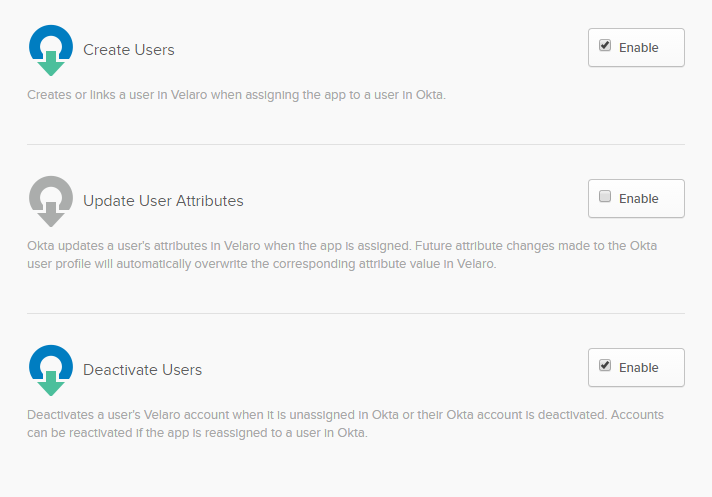 Create Users
Enable
Creates or links a user in Velaro when assigning the app to a user in Okta.
Update User Attributes
Enable
Okta updates a user's attributes in Velaro when the app is assigned. Future attribute changes made to the Okta
user profile will automatically overwrite the corresponding attribute value in Velaro.
Deactivate Users
Enable
Deactivates a user's Velaro account when it is unassigned in Okta or their Okta account is deactivated. Accounts
can be reactivated if the app is reassigned to a user in Okta.